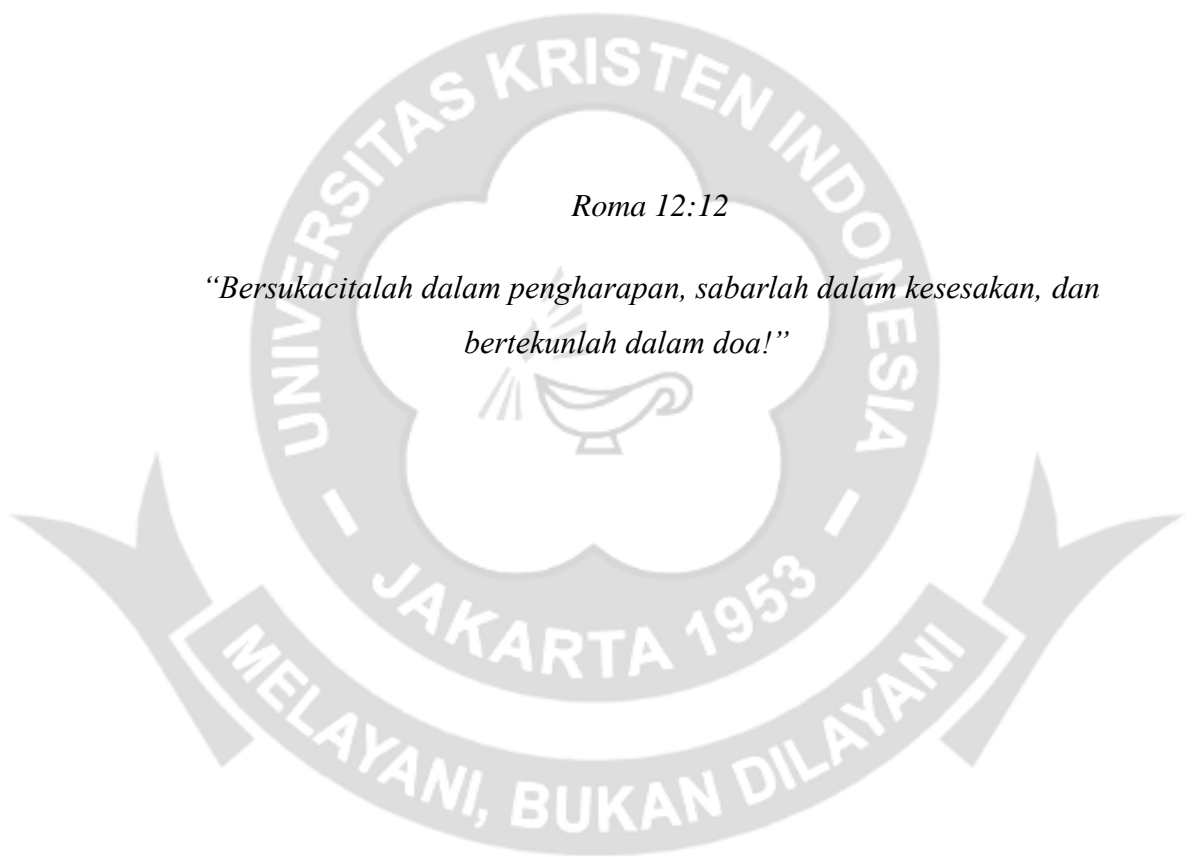 UNIVERSITAS KRISTEN INDONESIA
Roma 12:12
“Bersukacitalah dalam pengharapan, sabarlah dalam kesesakan, dan
bertekunlah dalam doa!”
- JAKARTA 1953 -
MELAYANI, BUKAN DILAYANI